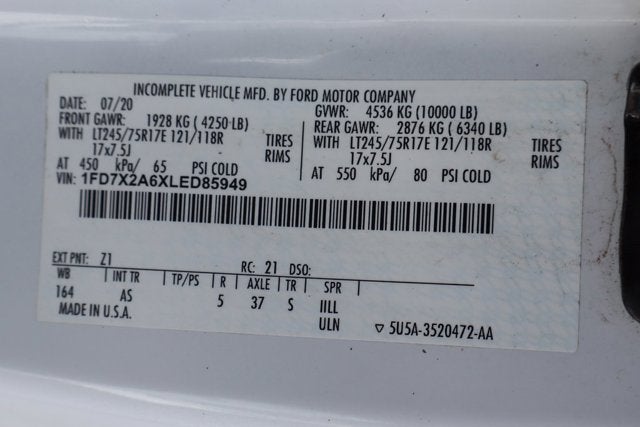 INCOMPLETE VEHICLE MFD. BY FORD MOTOR COMPANY
DATE: 07/20 GVWR: 4536 KG (10000 LB)
FRONT GAWR: 1928 KG (4250 LB) REAR GAWR: 2876 KG (6340 LB)
WITH LT245/75R17E 121/118R TIRES WITH LT245/75R17E 121/118R TIRES
17x7.5J RIMS 17x7.5J RIMS
AT 450 kPa/ 65 PSI COLD AT 550 kPa/ 80 PSI COLD
VIN: 1FD7X2A6XLED85949
EXT PNT: Z1 RC: 21 DSO:
WB INT TR TP/PS R AXLE TR SPR
164 AS 5 37 S IILL
MADE IN U.S.A. ULN ▽ 5U5A-3520472-AA